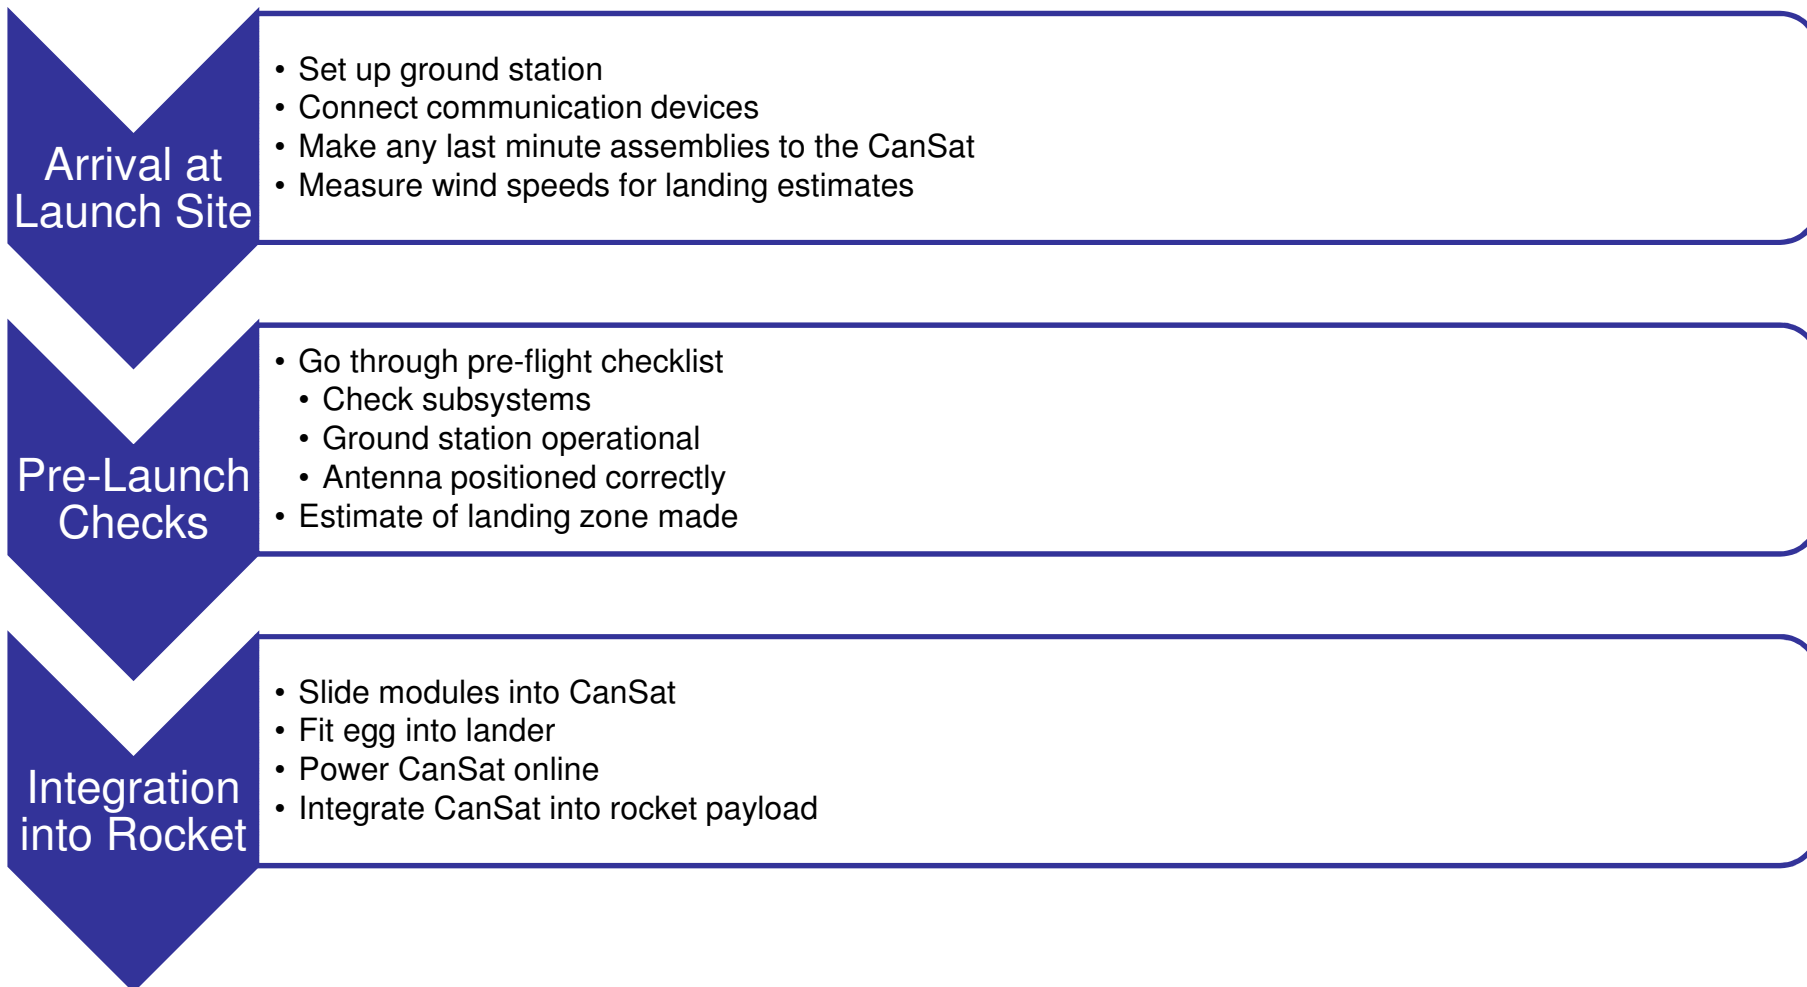 Arrival at
Launch Site
• Set up ground station
• Connect communication devices
• Make any last minute assemblies to the CanSat
• Measure wind speeds for landing estimates
Pre-Launch
Checks
• Go through pre-flight checklist
• Check subsystems
• Ground station operational
• Antenna positioned correctly
• Estimate of landing zone made
Integration
into Rocket
• Slide modules into CanSat
• Fit egg into lander
• Power CanSat online
• Integrate CanSat into rocket payload